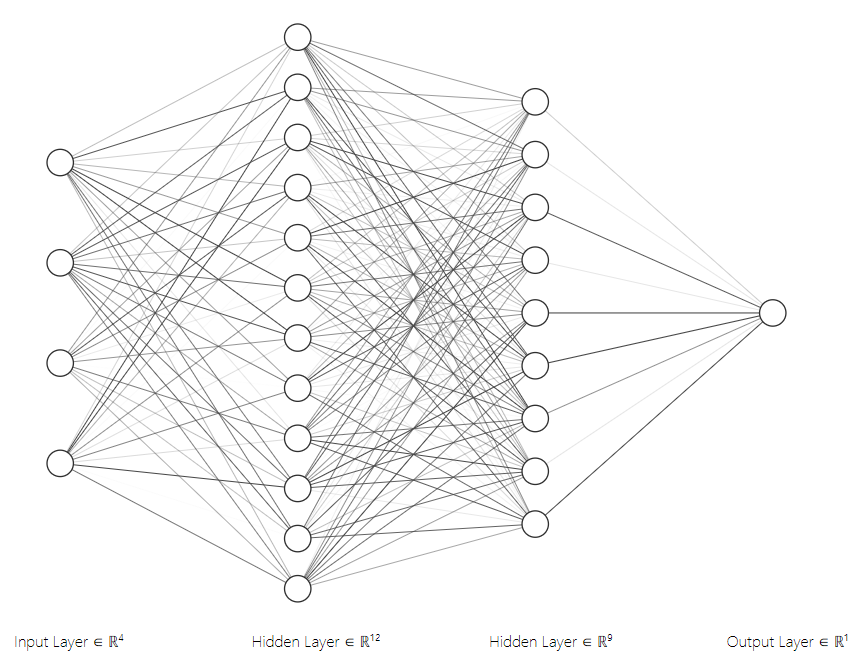 Input Layer ∈ ℝ⁴
Hidden Layer ∈ ℝ¹²
Hidden Layer ∈ ℝ⁹
Output Layer ∈ ℝ¹